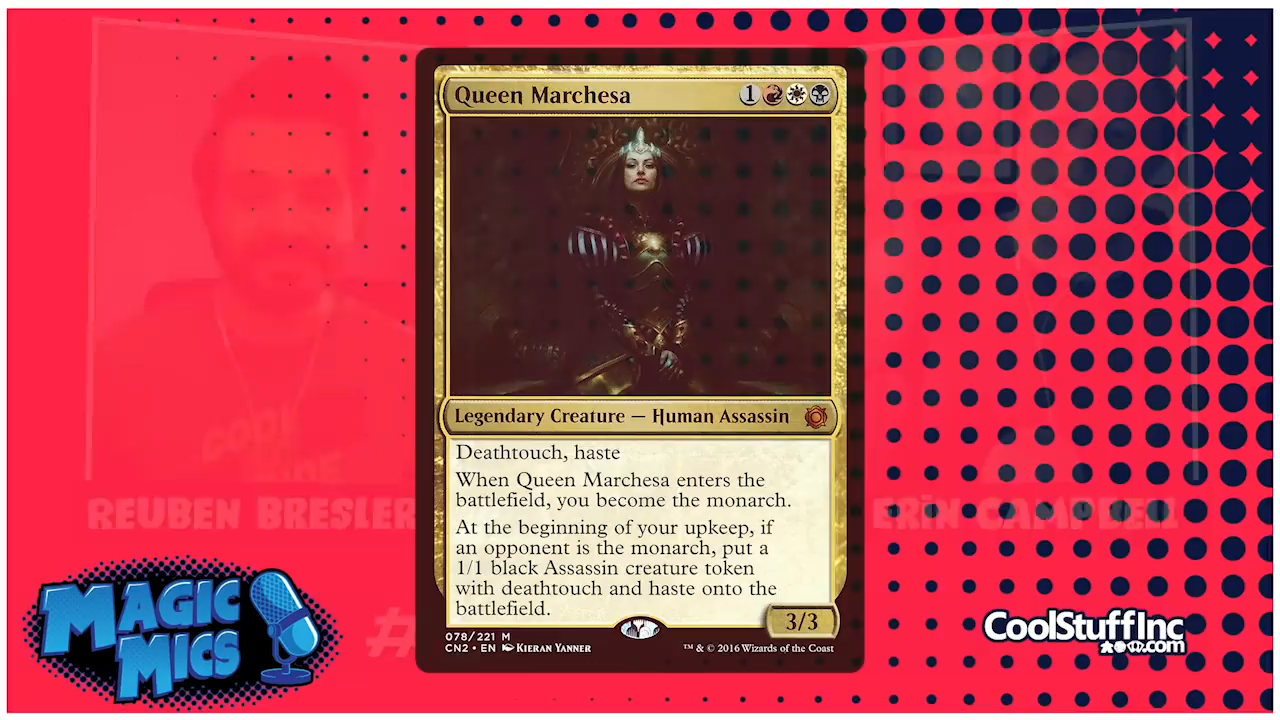 Queen Marchesa
1
Legendary Creature — Human Assassin
Deathtouch, haste
When Queen Marchesa enters the
battlefield, you become the monarch.
At the beginning of your upkeep, if
an opponent is the monarch, put a
1/1 black Assassin creature token
with deathtouch and haste onto the
battlefield.
3/3
078/221 M
CN2 • EN KIERAN YANNER
™ & © 2016 Wizards of the Coast
REUBEN BRESLER
ERIN CAMPBELL
MAGIC
MICS
#
CoolStuffInc
.com